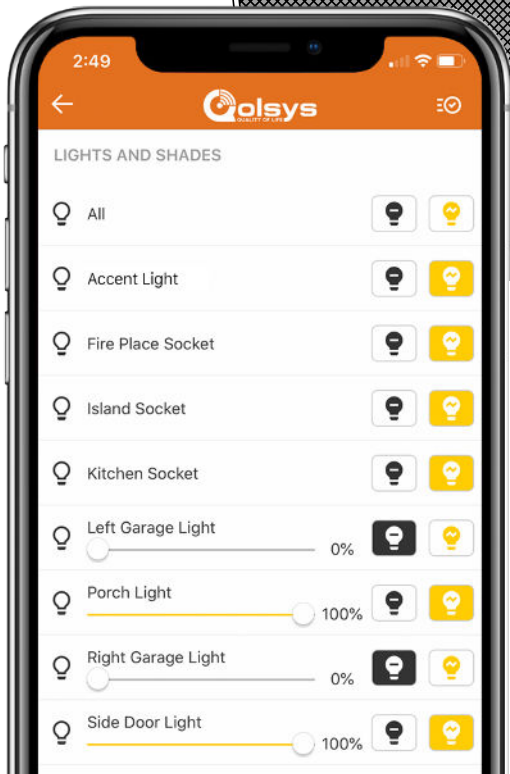 2:49
Qolsys
QUALITY OF LIFE
LIGHTS AND SHADES
All
Accent Light
Fire Place Socket
Island Socket
Kitchen Socket
Left Garage Light
0%
Porch Light
100%
Right Garage Light
0%
Side Door Light
100%